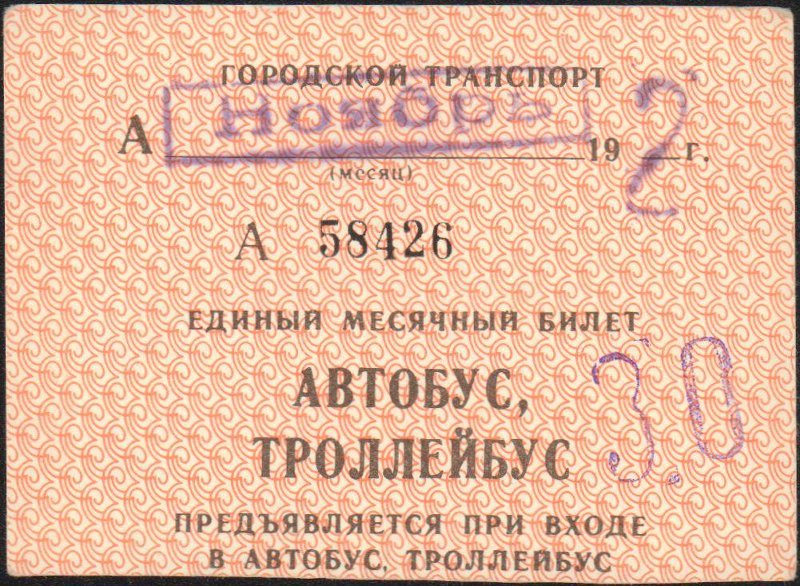 ГОРОДСКОЙ ТРАНСПОРТ
Ноябрь
А 19 2 г.
(месяц)
А 58426
ЕДИНЫЙ МЕСЯЧНЫЙ БИЛЕТ
АВТОБУС,
ТРОЛЛЕЙБУС
3.0
ПРЕДЪЯВЛЯЕТСЯ ПРИ ВХОДЕ
В АВТОБУС, ТРОЛЛЕЙБУС